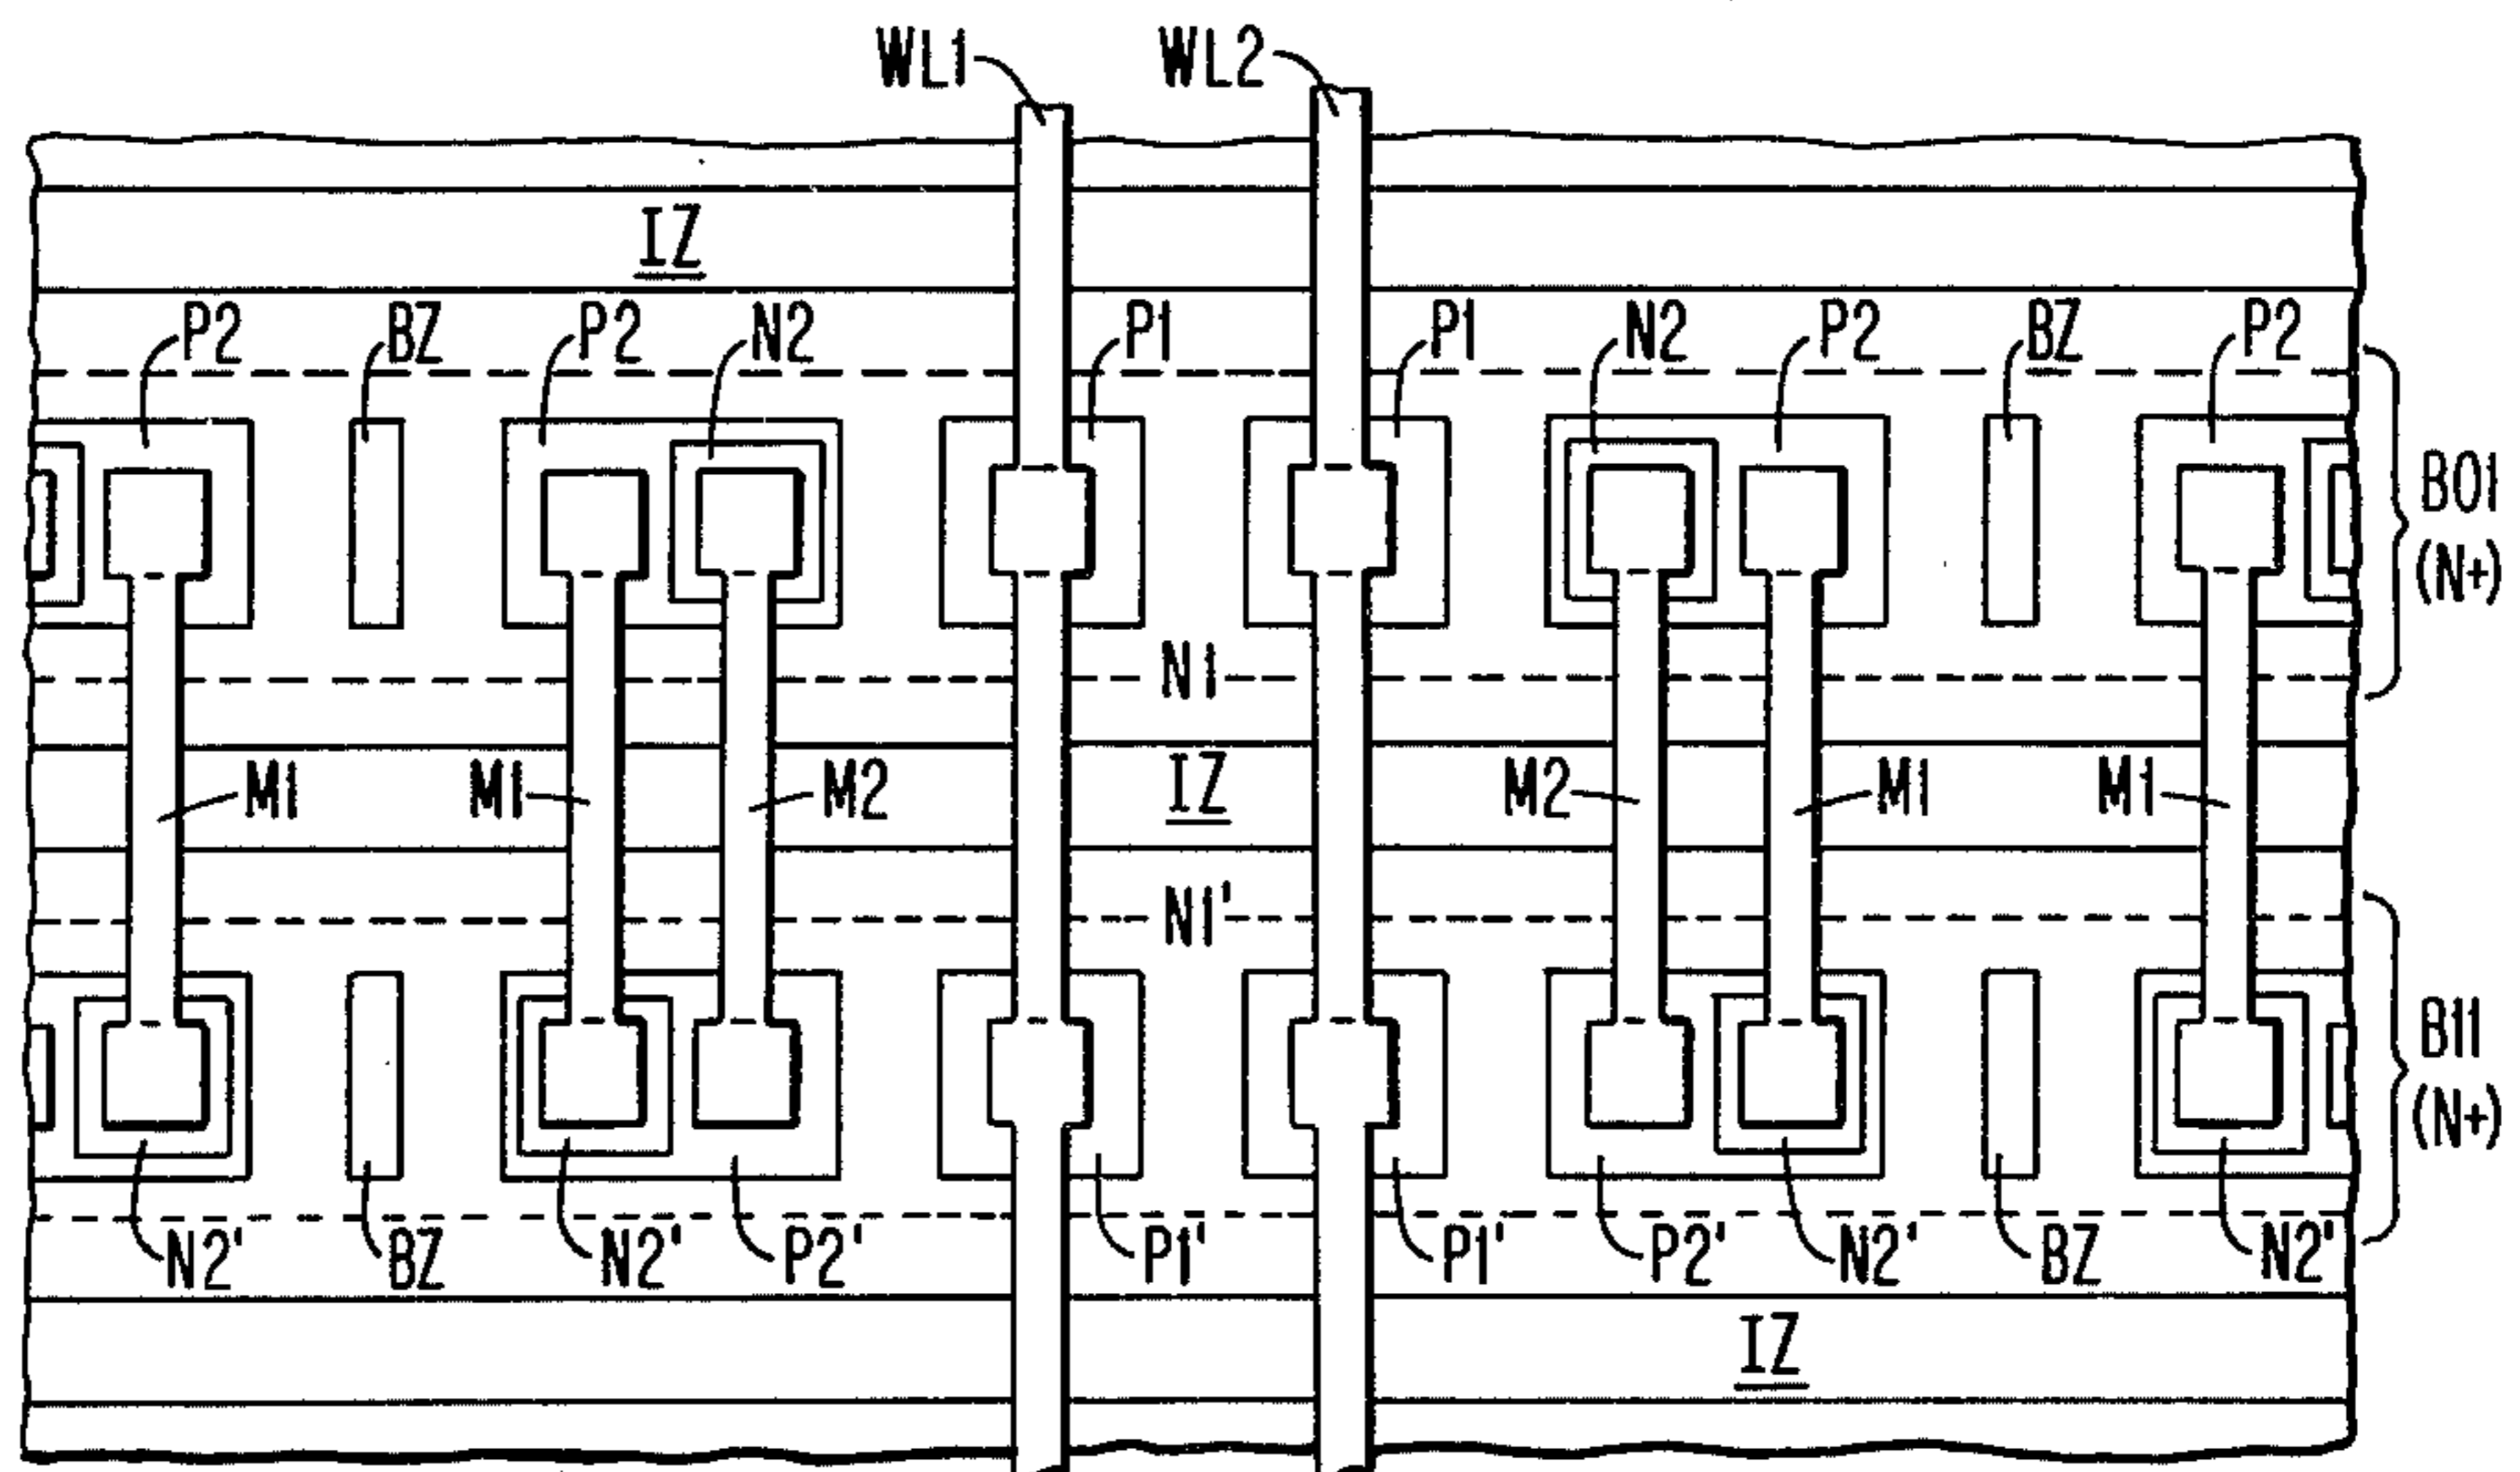 WL1 WL2
IZ
P2 BZ P2 N2 P1 P1 N2 P2 BZ P2
B01
(N+)
N1
M1 M1 M2 IZ M2 M1 M1
N1'
B11
(N+)
N2' BZ N2' P2' P1' P1' P2' N2' BZ N2'
IZ